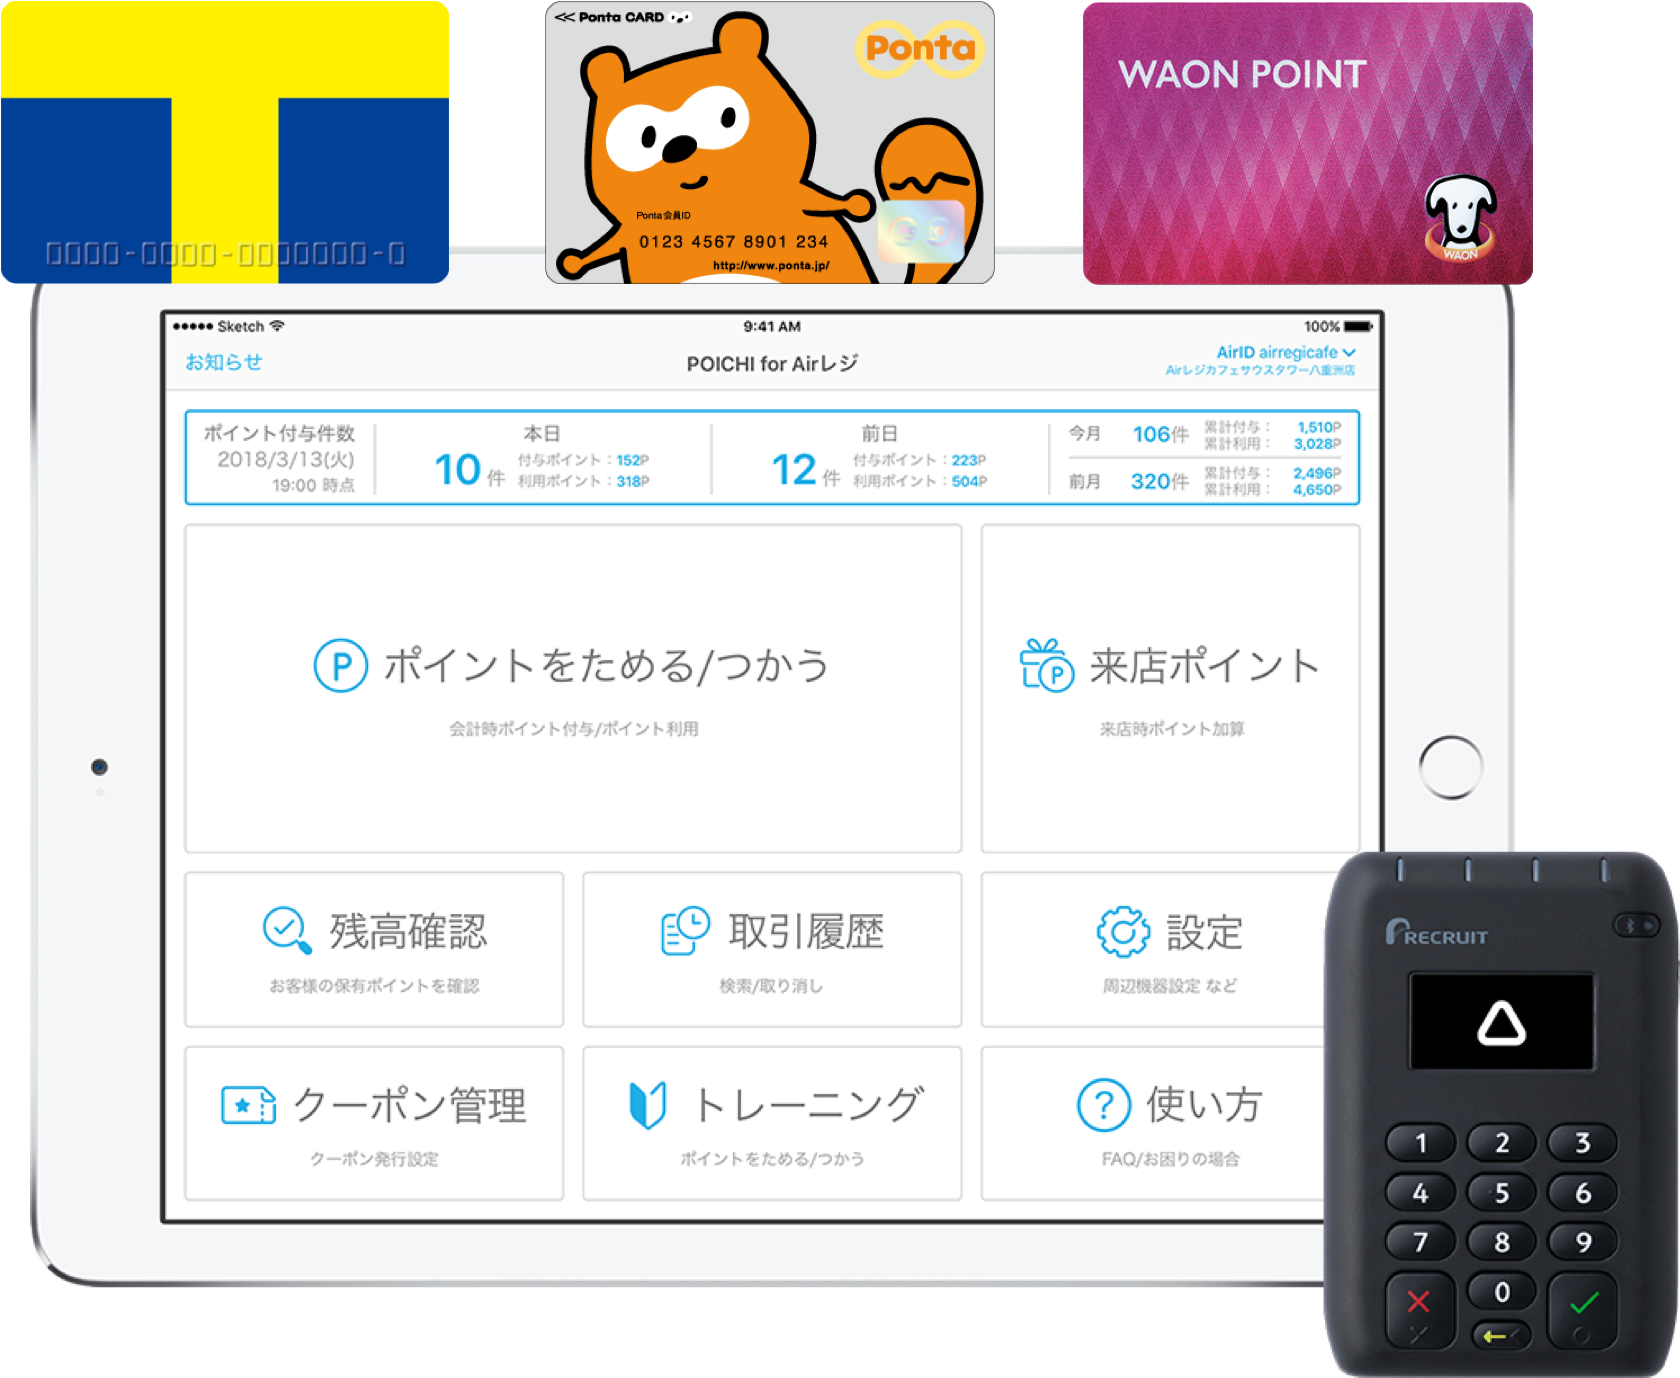 0000-0000-0000000-0
<< Ponta CARD
Ponta
Ponta会員ID
0123 4567 8901 234
http://www.ponta.jp/
WAON POINT
WAON
Sketch
9:41 AM
100%
お知らせ
POICHI for Airレジ
AirID airregicafe
Airレジカフェサウスタワー八重洲店
ポイント付与件数
2018/3/13(火)
19:00 時点
本日
10件
付与ポイント：152P
利用ポイント：318P
前日
12件
付与ポイント：223P
利用ポイント：504P
今月 106件
累計付与： 1,510P
累計利用： 3,028P
前月 320件
累計付与： 2,496P
累計利用： 4,650P
P ポイントをためる/つかう
会計時ポイント付与/ポイント利用
P 来店ポイント
来店時ポイント加算
残高確認
お客様の保有ポイントを確認
取引履歴
検索/取り消し
設定
周辺機器設定 など
クーポン管理
クーポン発行設定
トレーニング
ポイントをためる/つかう
? 使い方
FAQ/お困りの場合
RECRUIT
1 2 3
4 5 6
7 8 9
0